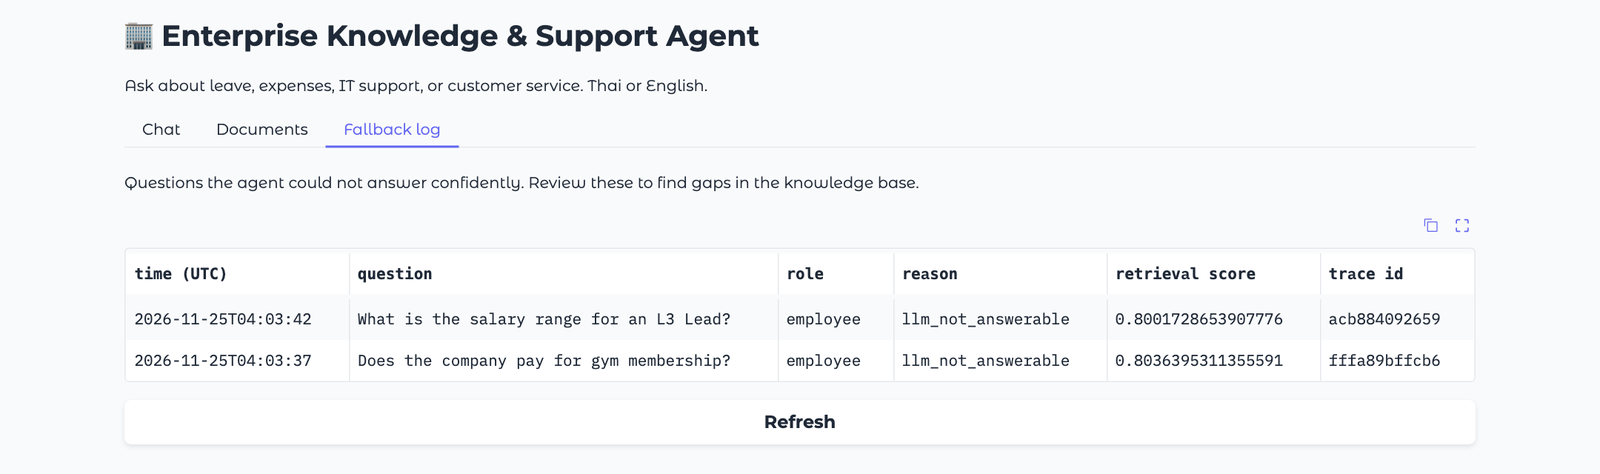 🏢 Enterprise Knowledge & Support Agent
Ask about leave, expenses, IT support, or customer service. Thai or English.
Chat Documents Fallback log
Questions the agent could not answer confidently. Review these to find gaps in the knowledge base.
time (UTC) question role reason retrieval score trace id
2026-11-25T04:03:42 What is the salary range for an L3 Lead? employee llm_not_answerable 0.8001728653907776 acb884092659
2026-11-25T04:03:37 Does the company pay for gym membership? employee llm_not_answerable 0.8036395311355591 fffa89bffcb6
Refresh